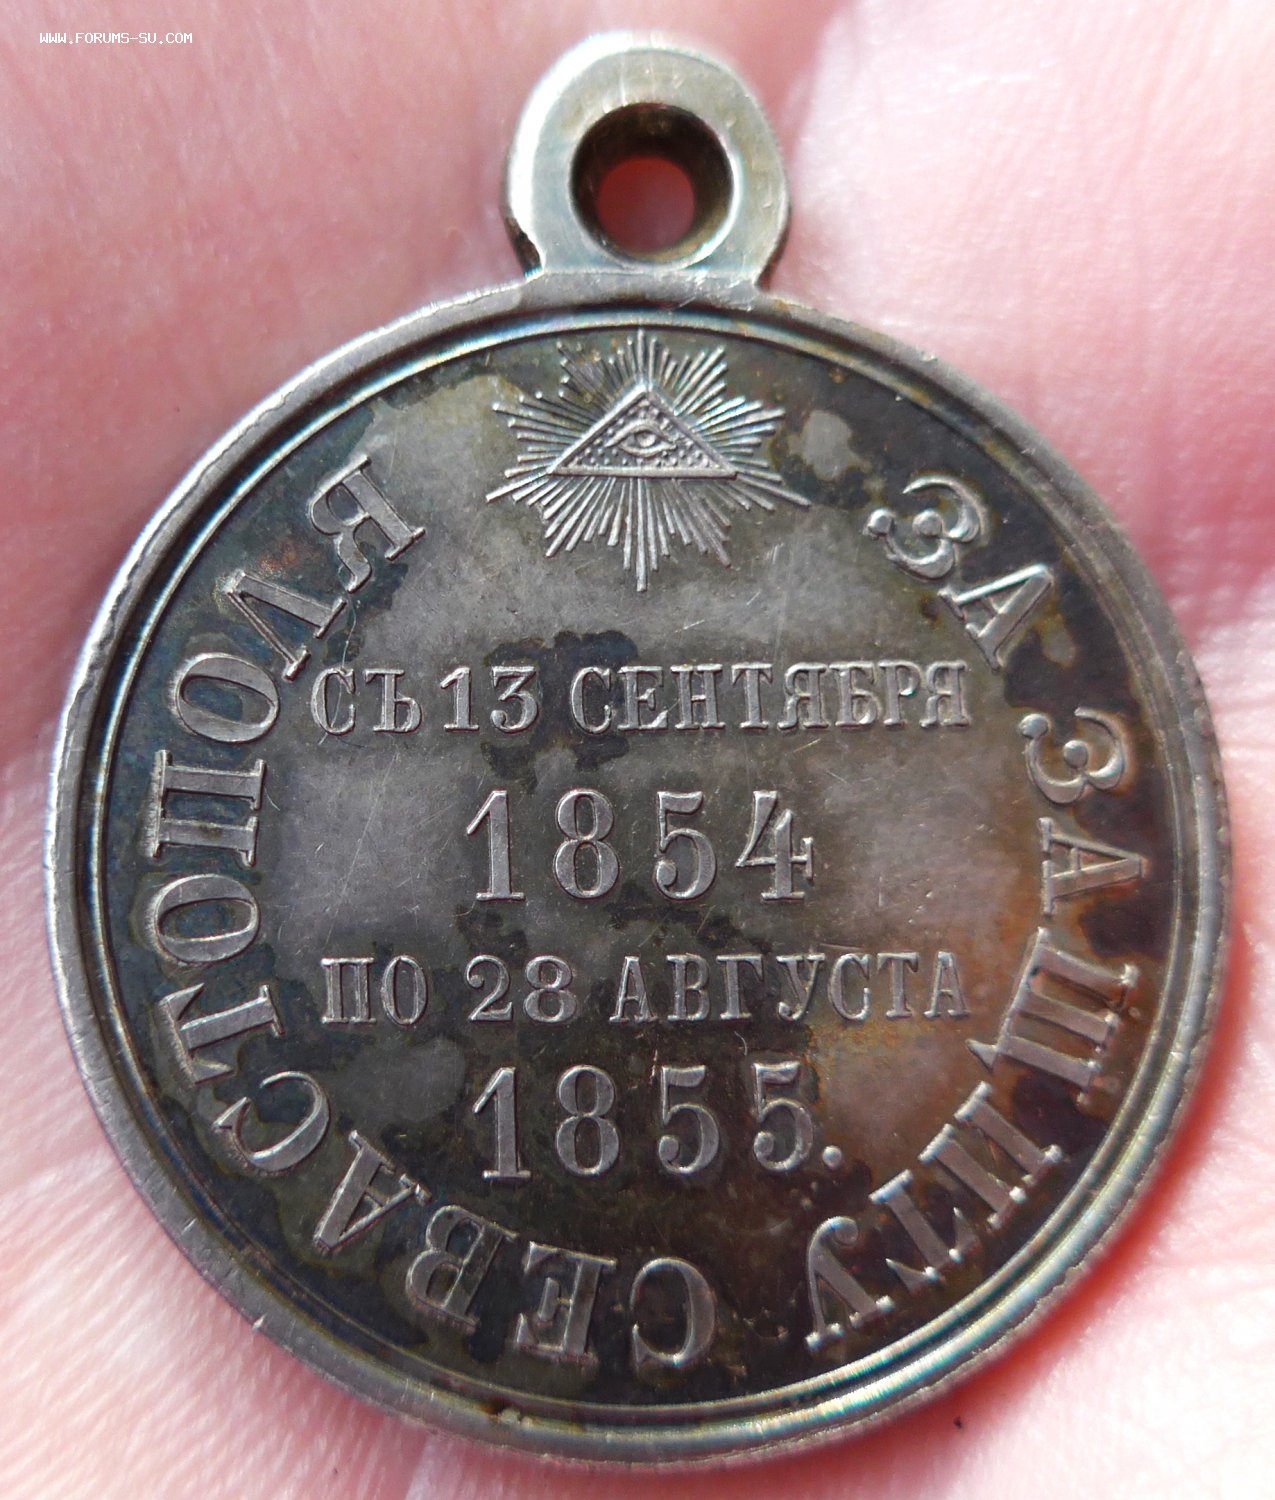 WWW.FORUMS-SU.COM
ЗА ЗАЩИТУ СЕВАСТОПОЛЯ
СЪ 13 СЕНТЯБРЯ
1854
ПО 28 АВГУСТА
1855.